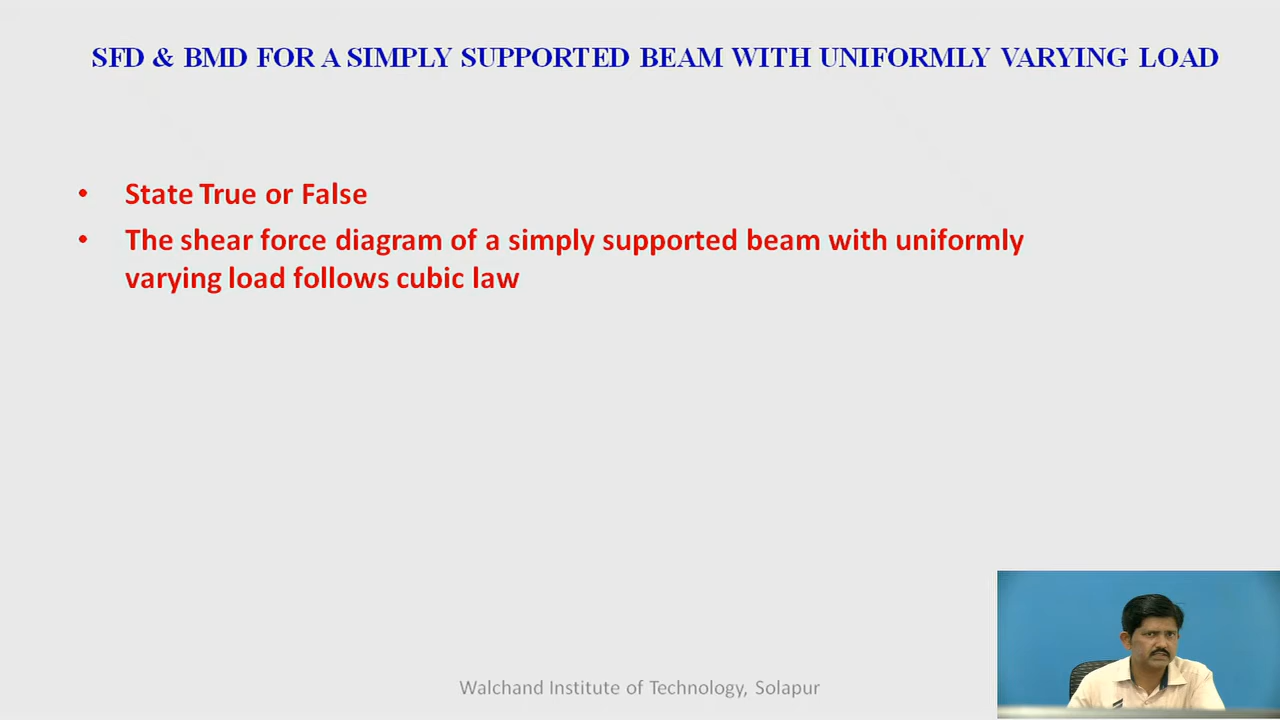 SFD & BMD FOR A SIMPLY SUPPORTED BEAM WITH UNIFORMLY VARYING LOAD
• State True or False
• The shear force diagram of a simply supported beam with uniformly
varying load follows cubic law
Walchand Institute of Technology, Solapur